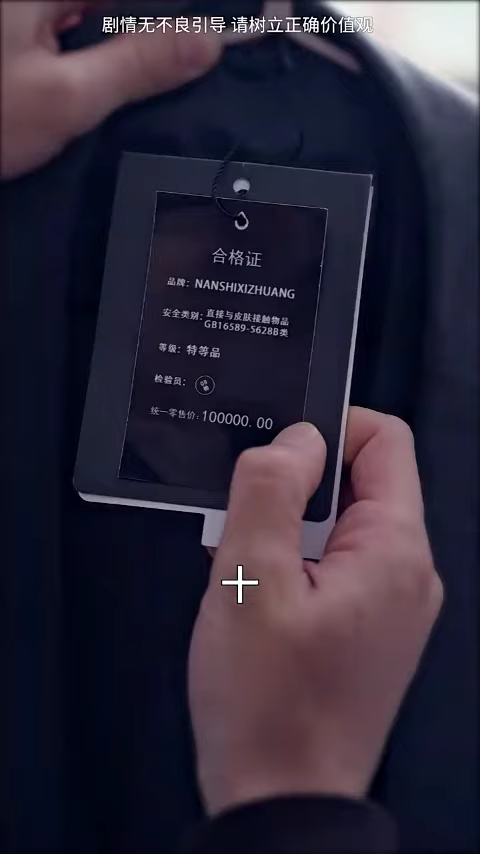 剧情无不良引导 请树立正确价值观
合格证
品牌: NANSHIXIZHUANG
安全类别: 直接与皮肤接触物品
GB16589-5628B类
等级: 特等品
检验员:
统一零售价: 100000.00